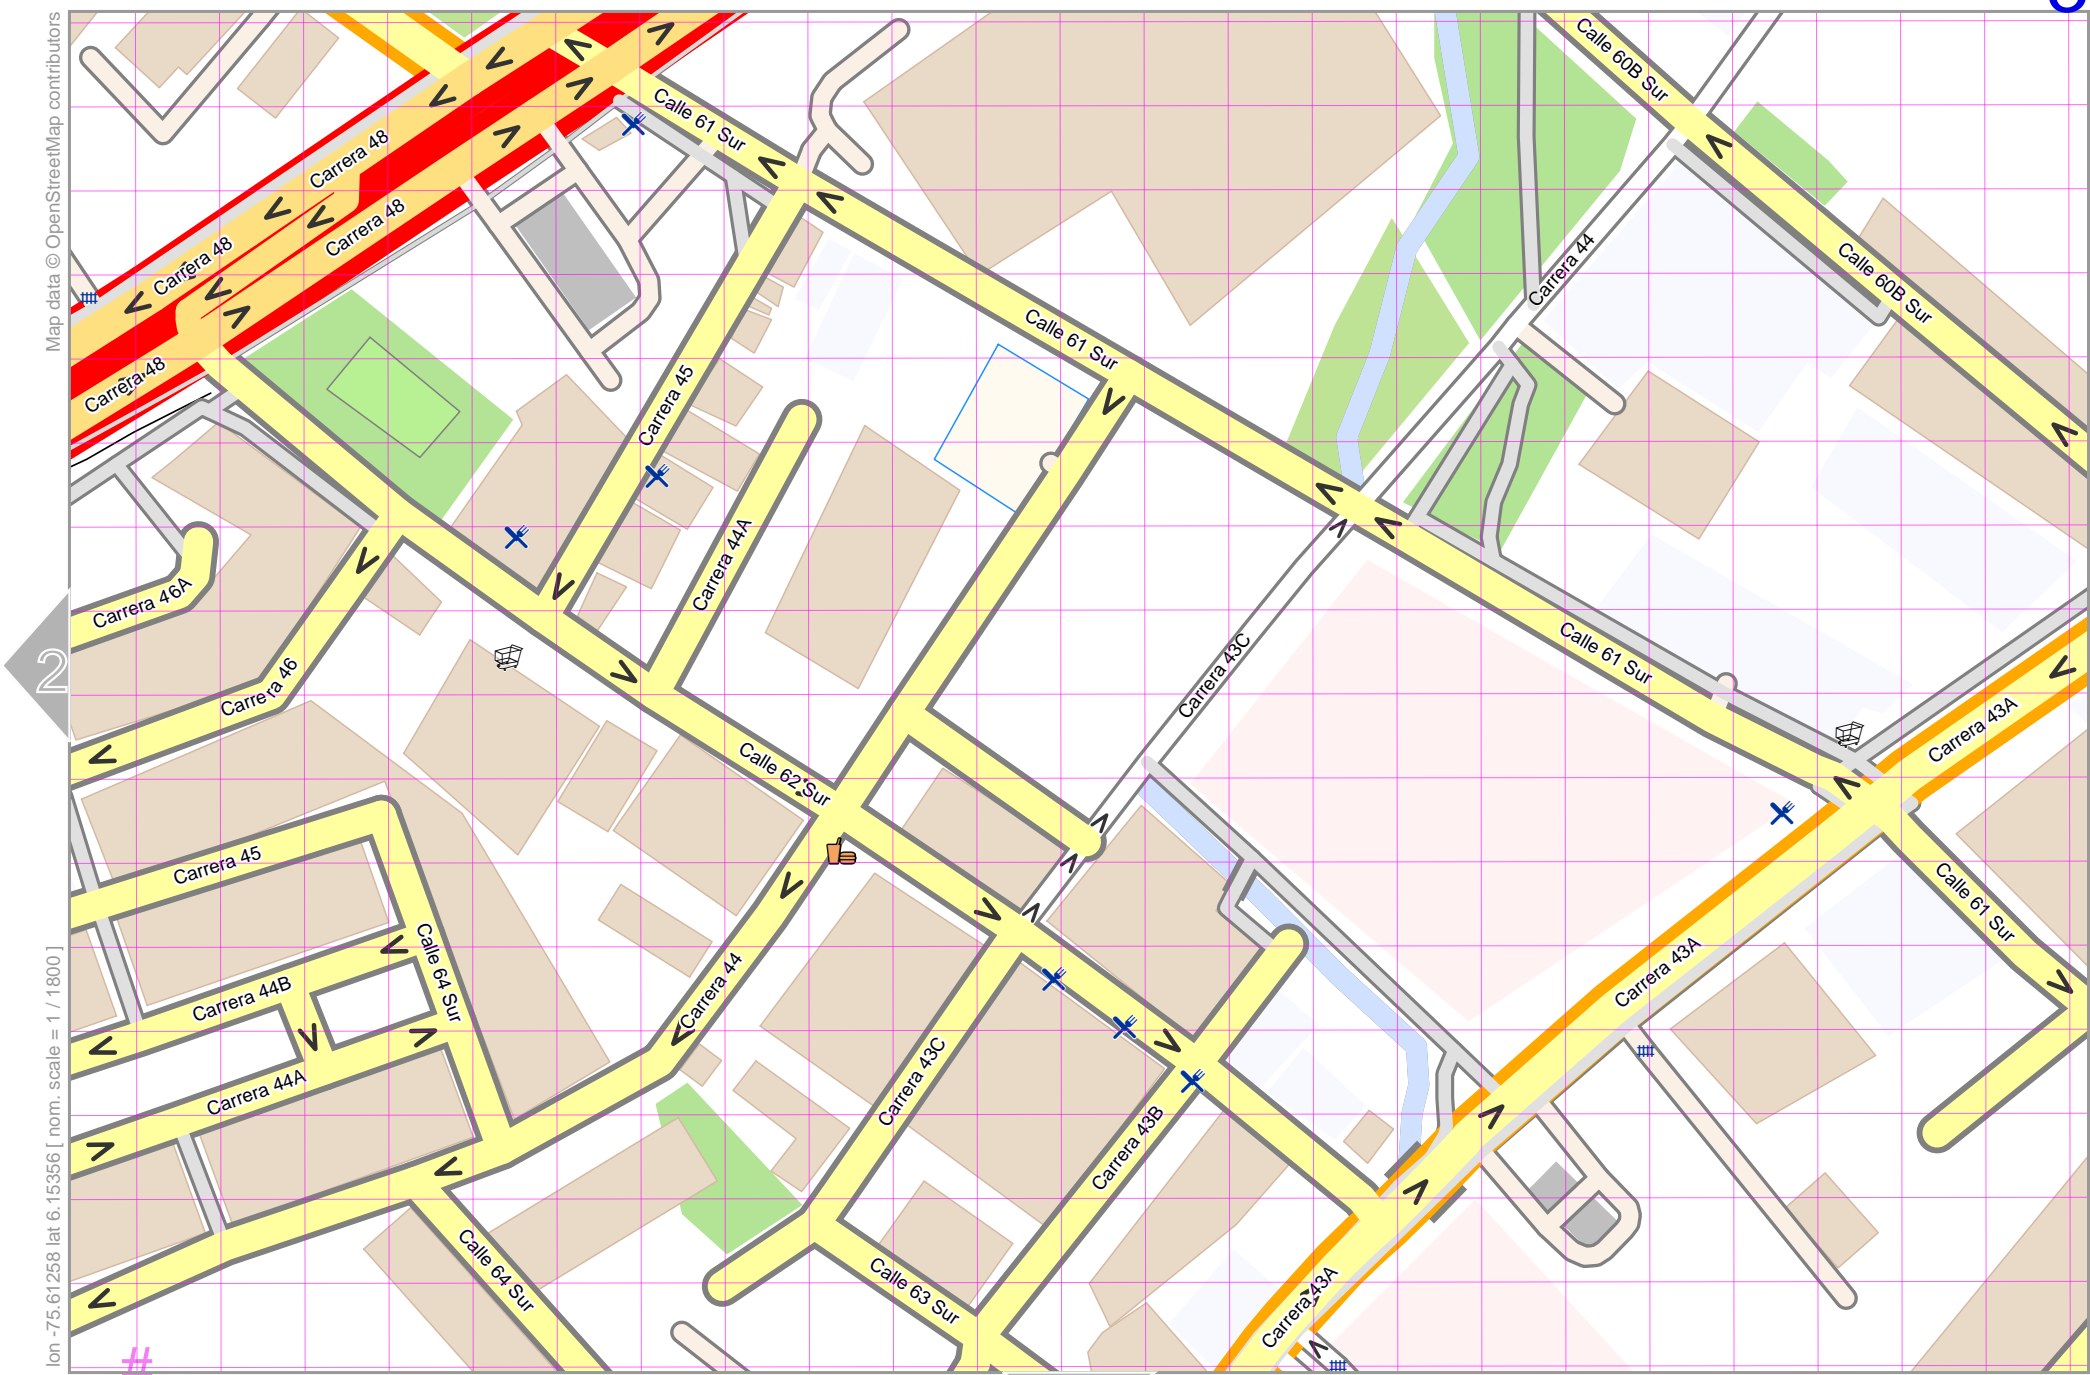 Map data © OpenStreetMap contributors
lon -75.61258 lat 6.15356 [ nom. scale = 1 / 1800 ]
2
#
Calle 60B Sur
Calle 61 Sur
Carrera 48
Carrera 48
Carrera 48
Carrera 48
Carrera 44
Calle 60B Sur
Calle 61 Sur
Carrera 45
Carrera 44A
Carrera 46A
Carrera 46
Carrera 43C
Calle 61 Sur
Carrera 43A
Calle 62 Sur
Carrera 45
Calle 61 Sur
Calle 64 Sur
Carrera 44B
Carrera 44
Carrera 43A
Carrera 44A
Carrera 43C
Carrera 43B
Calle 64 Sur
Calle 63 Sur
Carrera 43A